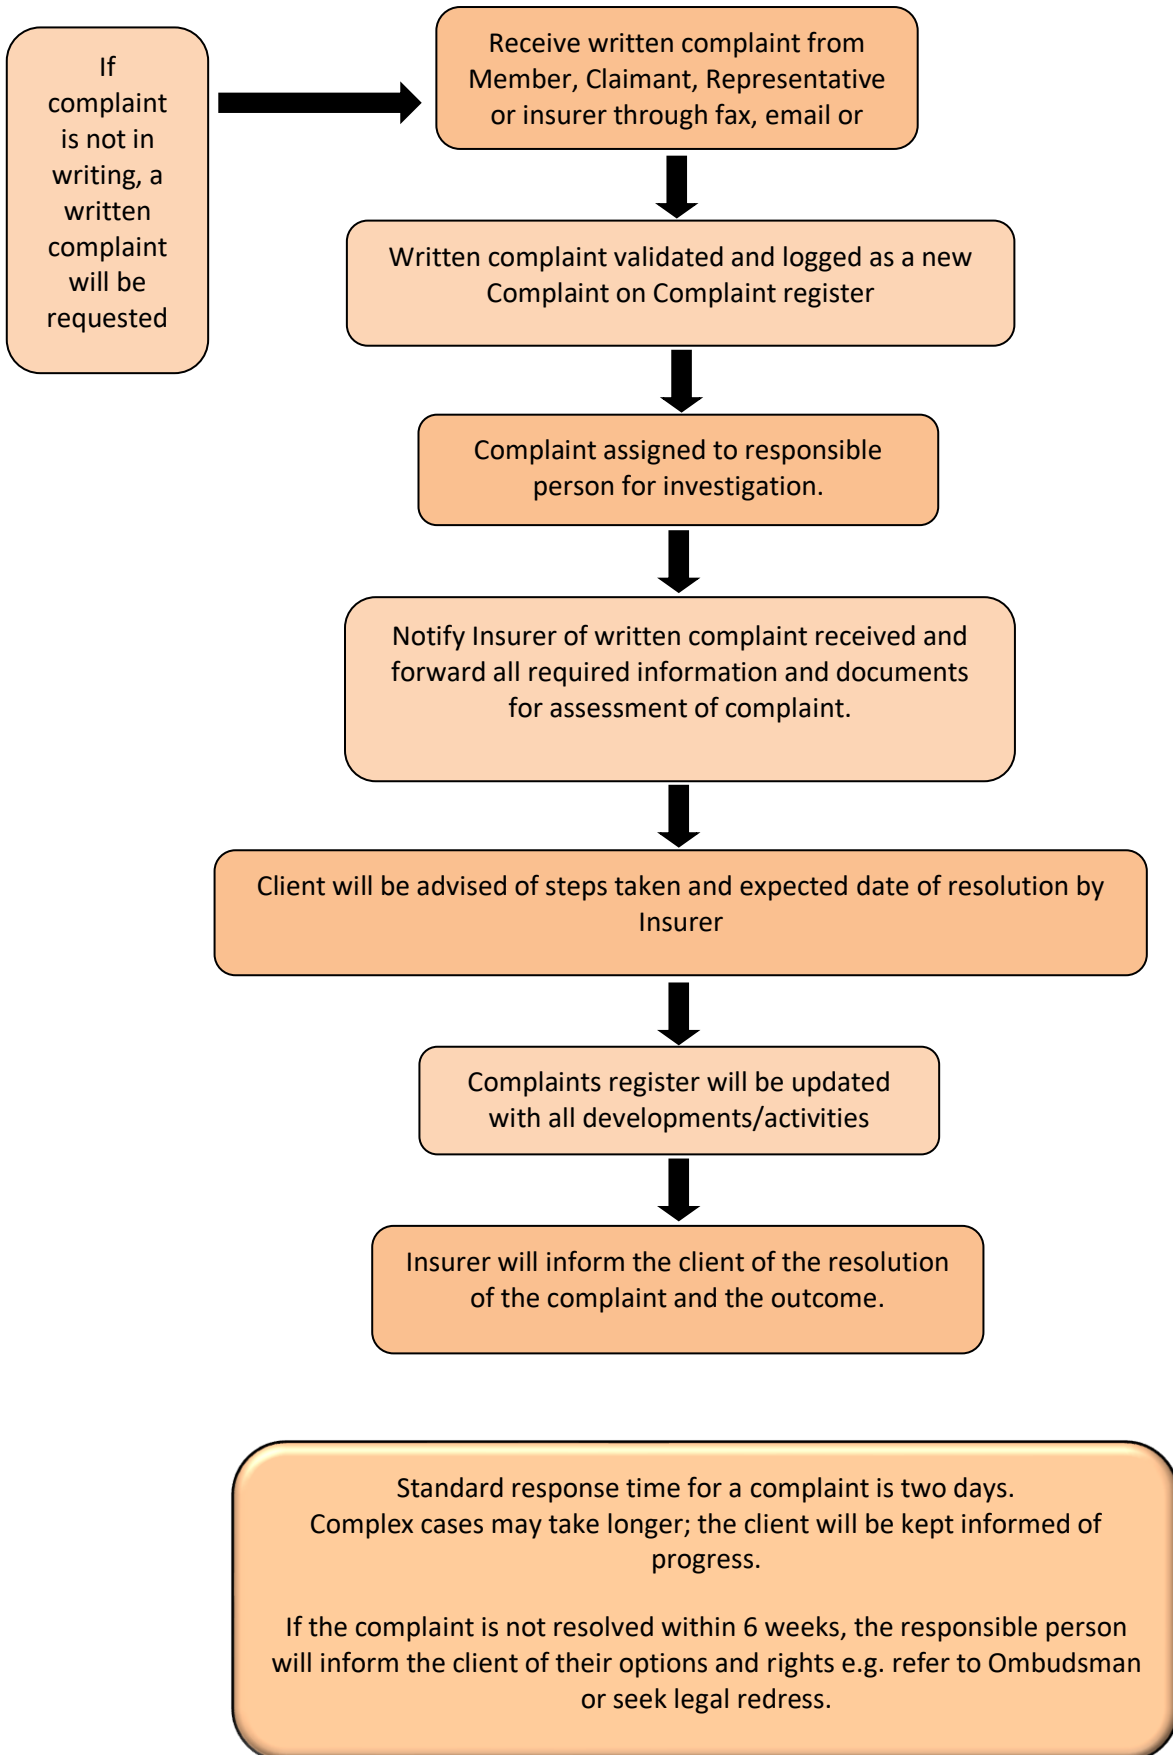 If
complaint
is not in
writing, a
written
complaint
will be
requested
Receive written complaint from
Member, Claimant, Representative
or insurer through fax, email or
Written complaint validated and logged as a new
Complaint on Complaint register
Complaint assigned to responsible
person for investigation.
Notify Insurer of written complaint received and
forward all required information and documents
for assessment of complaint.
Client will be advised of steps taken and expected date of resolution by
Insurer
Complaints register will be updated
with all developments/activities
Insurer will inform the client of the resolution
of the complaint and the outcome.
Standard response time for a complaint is two days.
Complex cases may take longer; the client will be kept informed of
progress.
If the complaint is not resolved within 6 weeks, the responsible person
will inform the client of their options and rights e.g. refer to Ombudsman
or seek legal redress.